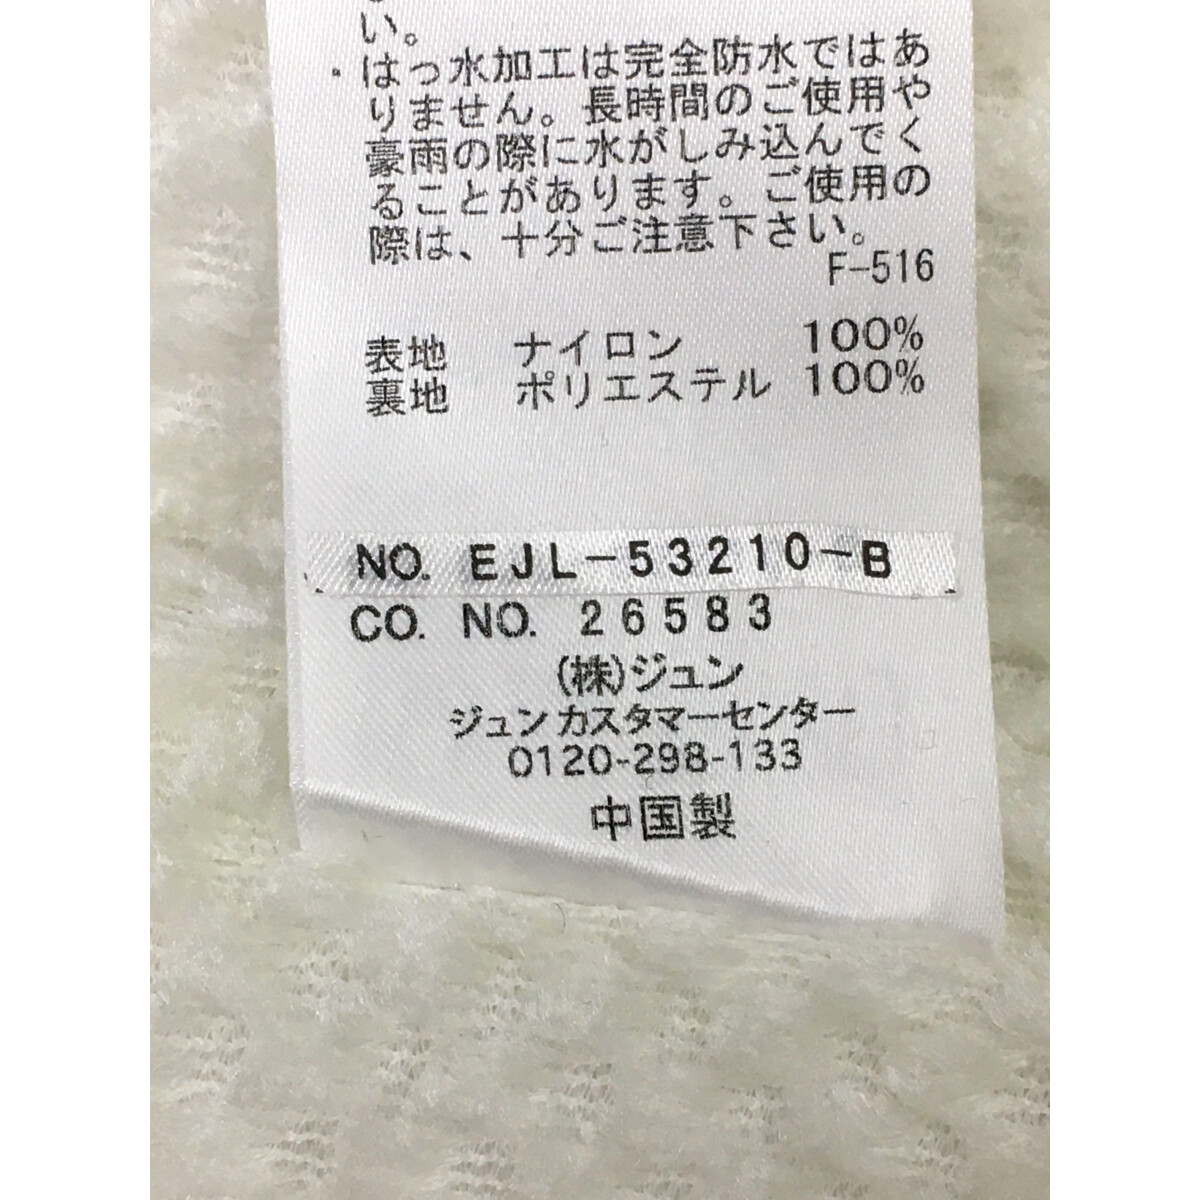 い。
・はっ水加工は完全防水ではあ
りません。長時間のご使用や
豪雨の際に水がしみ込んでく
ることがあります。ご使用の
際は、十分ご注意下さい。
F-516
表地 ナイロン 100%
裏地 ポリエステル 100%
NO. EJL-53210-B
CO. NO. 26583
(株)ジュン
ジュンカスタマーセンター
0120-298-133
中国製